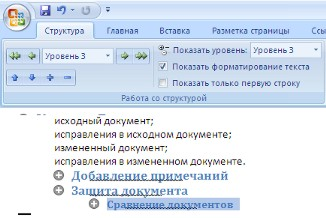 Структура Главная Вставка Разметка страницы Ссы
Уровень 3 Показать уровень: Уровень 3
Показать форматирование текста
Показать только первую строку
Работа со структурой
исходный документ;
исправления в исходном документе;
измененный документ;
исправления в измененном документе.
Добавление примечаний
Защита документа
Сравнение документов